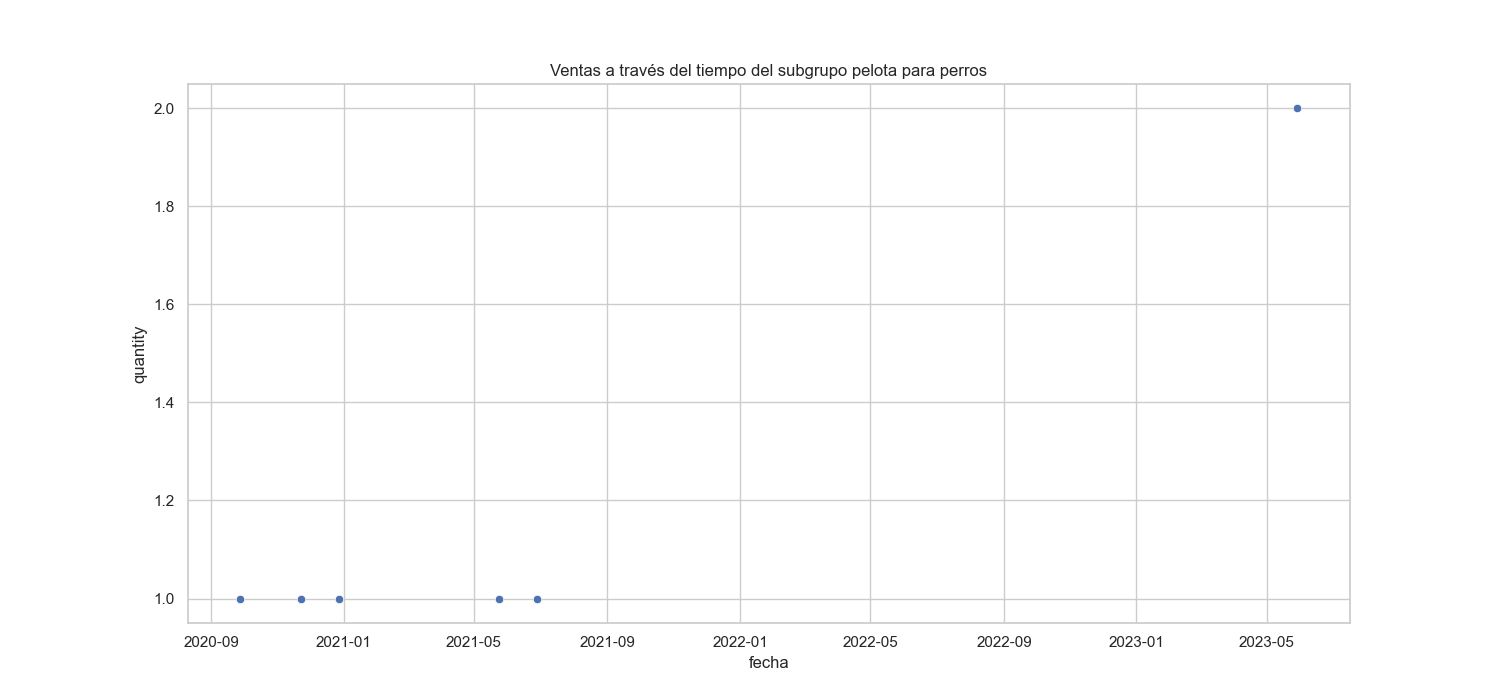 Ventas a través del tiempo del subgrupo pelota para perros
2.0
1.8
1.6
1.4
1.2
1.0
quantity
2020-09 2021-01 2021-05 2021-09 2022-01 2022-05 2022-09 2023-01 2023-05
fecha